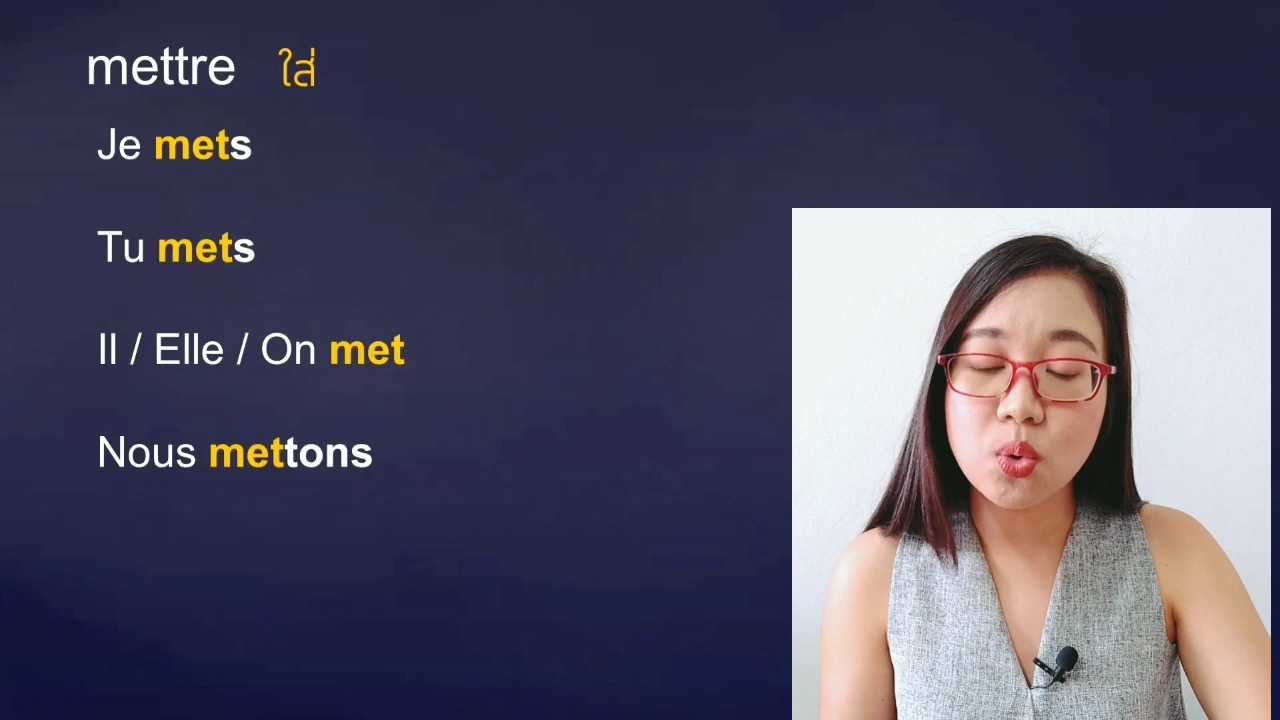 mettre ใส่
Je mets
Tu mets
Il / Elle / On met
Nous mettons